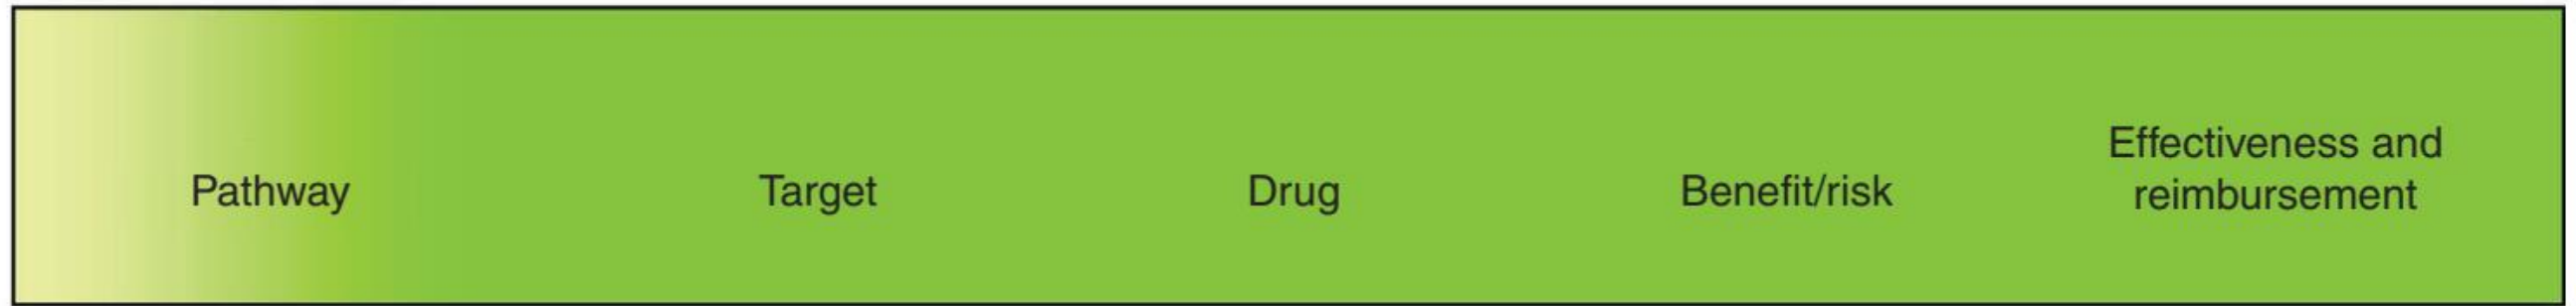 Pathway
Target
Drug
Benefit/risk
Effectiveness and
reimbursement